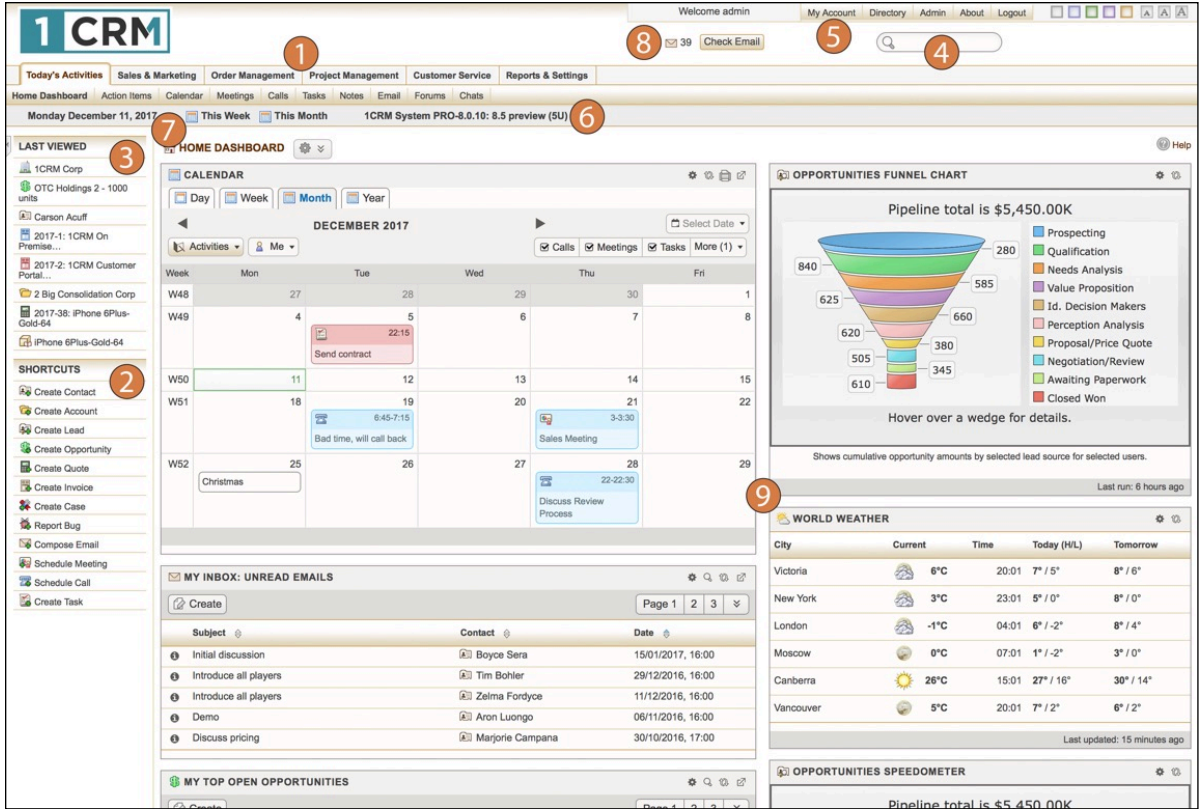 1 CRM
Welcome admin
My Account Directory Admin About Logout A A A
8 39 Check Email 5 4
1
Today's Activities Sales & Marketing Order Management Project Management Customer Service Reports & Settings
Home Dashboard Action Items Calendar Meetings Calls Tasks Notes Email Forums Chats
Monday December 11, 2017 This Week This Month 1CRM System PRO-8.0.10: 8.5 preview (5U) 6
7
LAST VIEWED
3
1CRM Corp
OTC Holdings 2 - 1000
units
Carson Acuff
2017-1: 1CRM On
Premise…
2017-2: 1CRM Customer
Portal…
2 Big Consolidation Corp
2017-38: iPhone 6Plus-
Gold-64
iPhone 6Plus-Gold-64
SHORTCUTS
2
Create Contact
Create Account
Create Lead
Create Opportunity
Create Quote
Create Invoice
Create Case
Report Bug
Compose Email
Schedule Meeting
Schedule Call
Create Task
HOME DASHBOARD
Help
CALENDAR
Day Week Month Year
DECEMBER 2017 Select Date
Activities Me Calls Meetings Tasks More (1)
Week Mon Tue Wed Thu Fri
W48 27 28 29 30 1
W49 4 5 6 7 8
22:15
Send contract
W50 11 12 13 14 15
W51 18 19 20 21 22
6:45-7:15 3-3:30
Bad time, will call back Sales Meeting
W52 25 26 27 28 29
Christmas 22-22:30
Discuss Review
Process
MY INBOX: UNREAD EMAILS
Create Page 1 2 3
Subject Contact Date
Initial discussion Boyce Sera 15/01/2017, 16:00
Introduce all players Tim Bohler 29/12/2016, 16:00
Introduce all players Zelma Fordyce 11/12/2016, 16:00
Demo Aron Luongo 06/11/2016, 16:00
Discuss pricing Marjorie Campana 30/10/2016, 17:00
MY TOP OPEN OPPORTUNITIES
Create Page 1 2 3
OPPORTUNITIES FUNNEL CHART
Pipeline total is $5,450.00K
280
840
585
625
660
620
380
505
345
610
Prospecting
Qualification
Needs Analysis
Value Proposition
Id. Decision Makers
Perception Analysis
Proposal/Price Quote
Negotiation/Review
Awaiting Paperwork
Closed Won
Hover over a wedge for details.
Shows cumulative opportunity amounts by selected lead source for selected users.
Last run: 6 hours ago
9
WORLD WEATHER
City Current Time Today (H/L) Tomorrow
Victoria 6°C 20:01 7° / 5° 8° / 6°
New York 3°C 23:01 5° / 0° 8° / 0°
London -1°C 04:01 6° / -2° 8° / 4°
Moscow 0°C 07:01 1° / -2° 3° / 0°
Canberra 26°C 15:01 27° / 16° 30° / 14°
Vancouver 5°C 20:01 7° / 2° 6° / 2°
Last updated: 15 minutes ago
OPPORTUNITIES SPEEDOMETER
Pipeline total is $5,450.00K